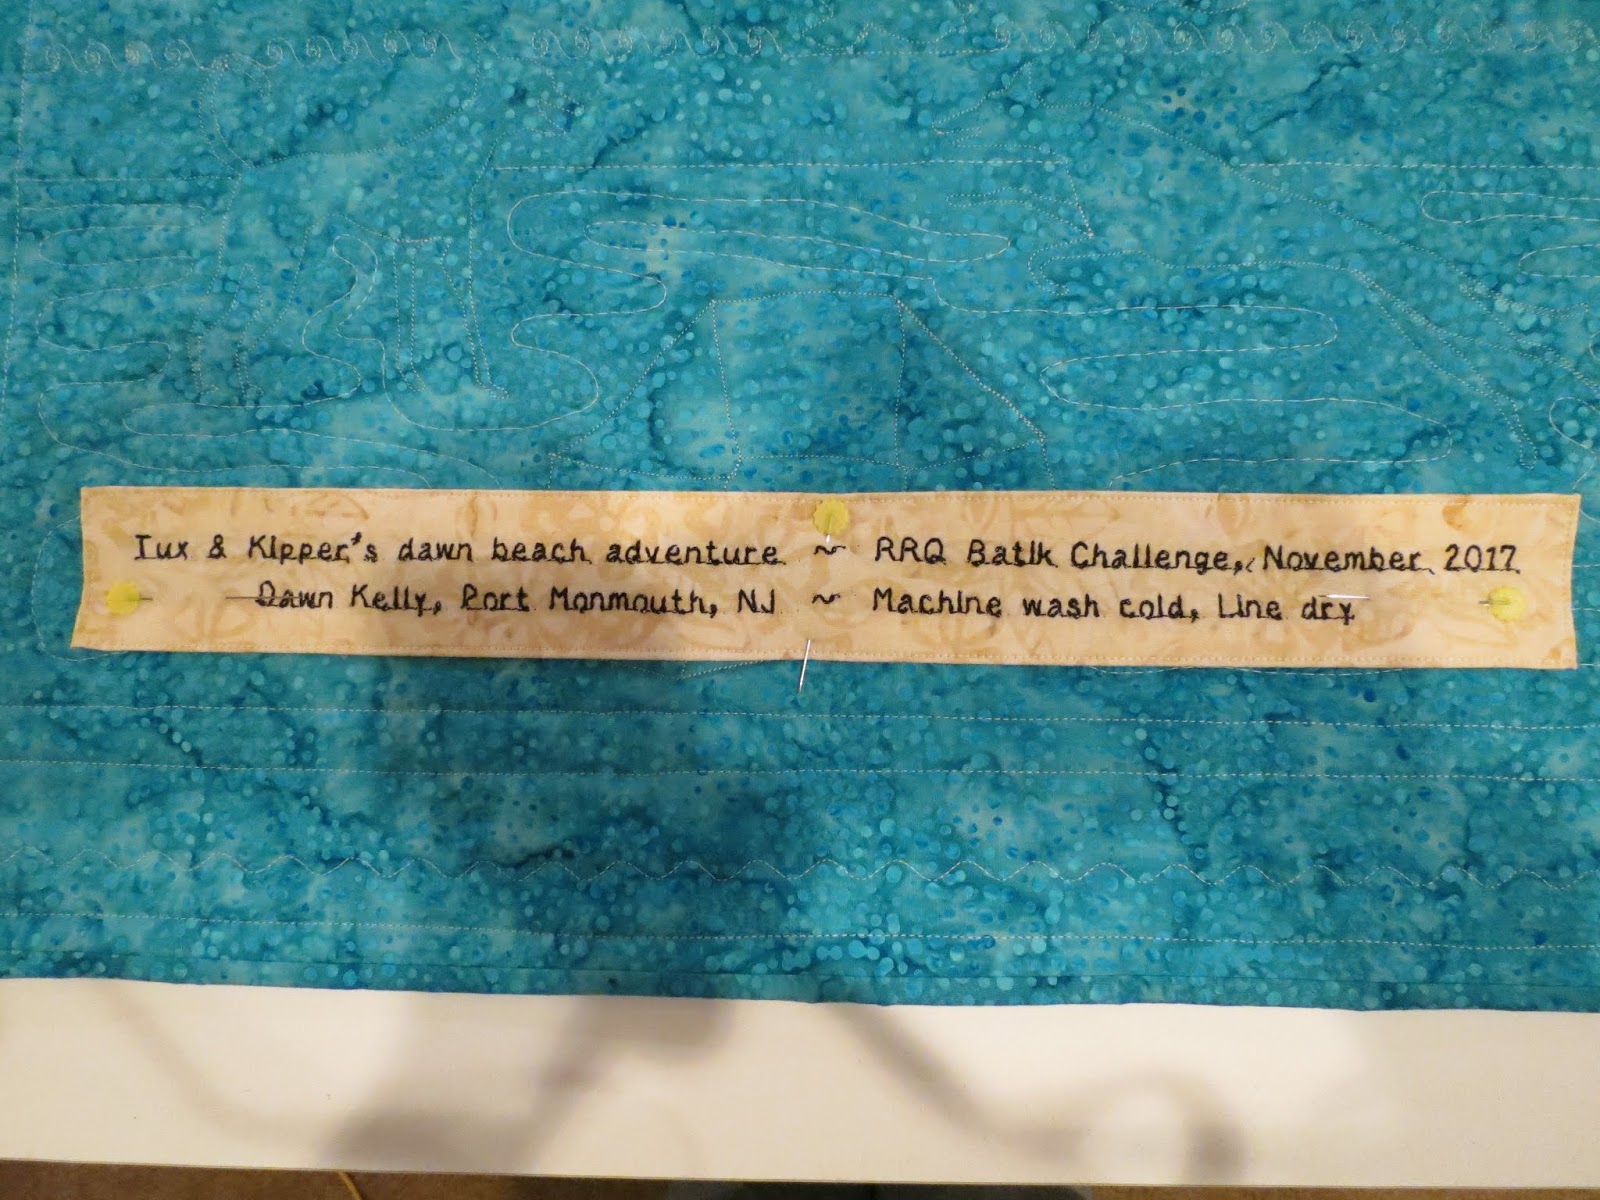 Tux & Kipper's dawn beach adventure ~ RRQ Batik Challenge, November 2017
Dawn Kelly, Port Monmouth, NJ ~ Machine wash cold, Line dry